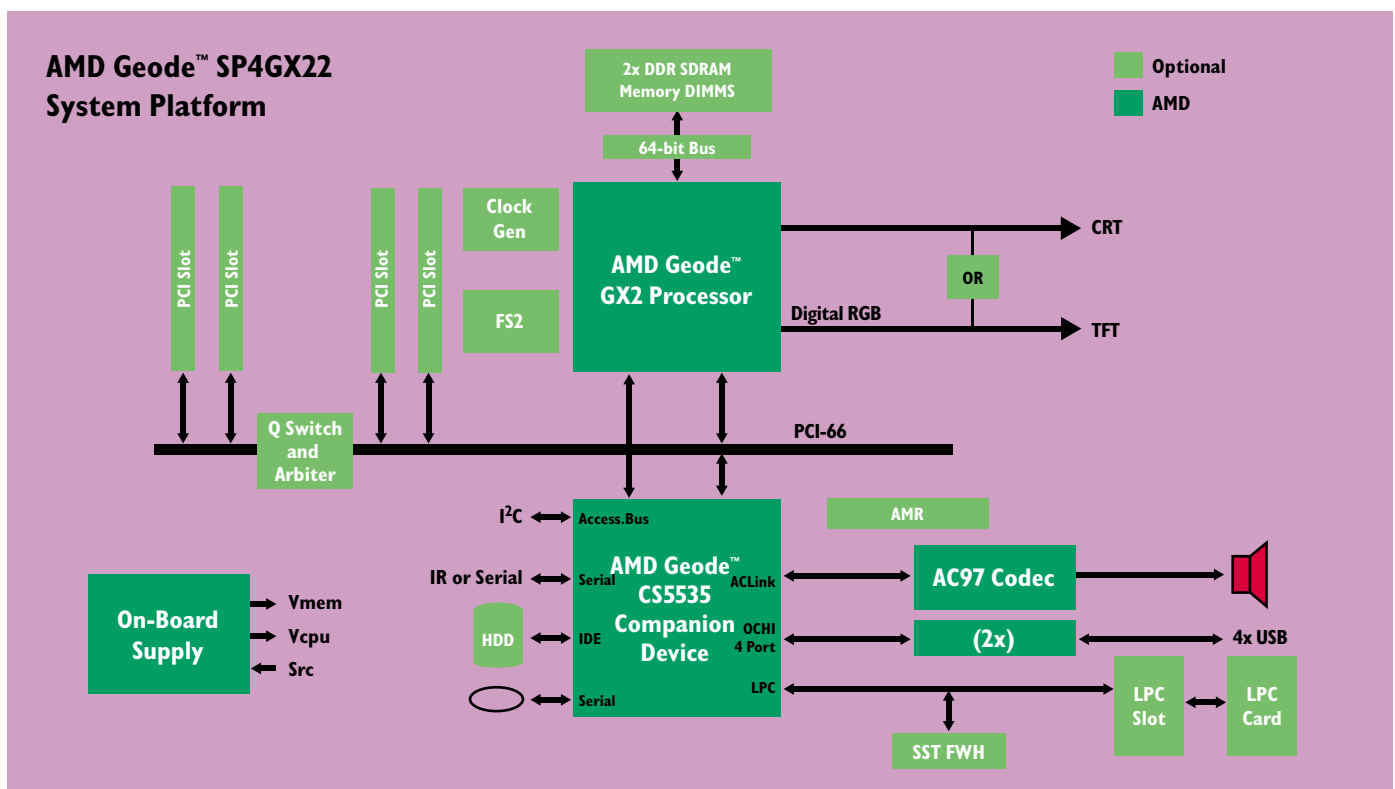 AMD Geode™ SP4GX22
System Platform
2x DDR SDRAM
Memory DIMMS
64-bit Bus
Optional
AMD
PCI Slot
PCI Slot
PCI Slot
PCI Slot
Clock
Gen
FS2
AMD Geode™
GX2 Processor
CRT
OR
Digital RGB
TFT
Q Switch
and
Arbiter
PCI-66
I²C
Access.Bus
IR or Serial
Serial
HDD
IDE
Serial
AMD Geode™
CS5535
Companion
Device
ACLink
OCHI
4 Port
LPC
AMR
AC97 Codec
(2x)
4x USB
LPC
Slot
LPC
Card
SST FWH
On-Board
Supply
Vmem
Vcpu
Src